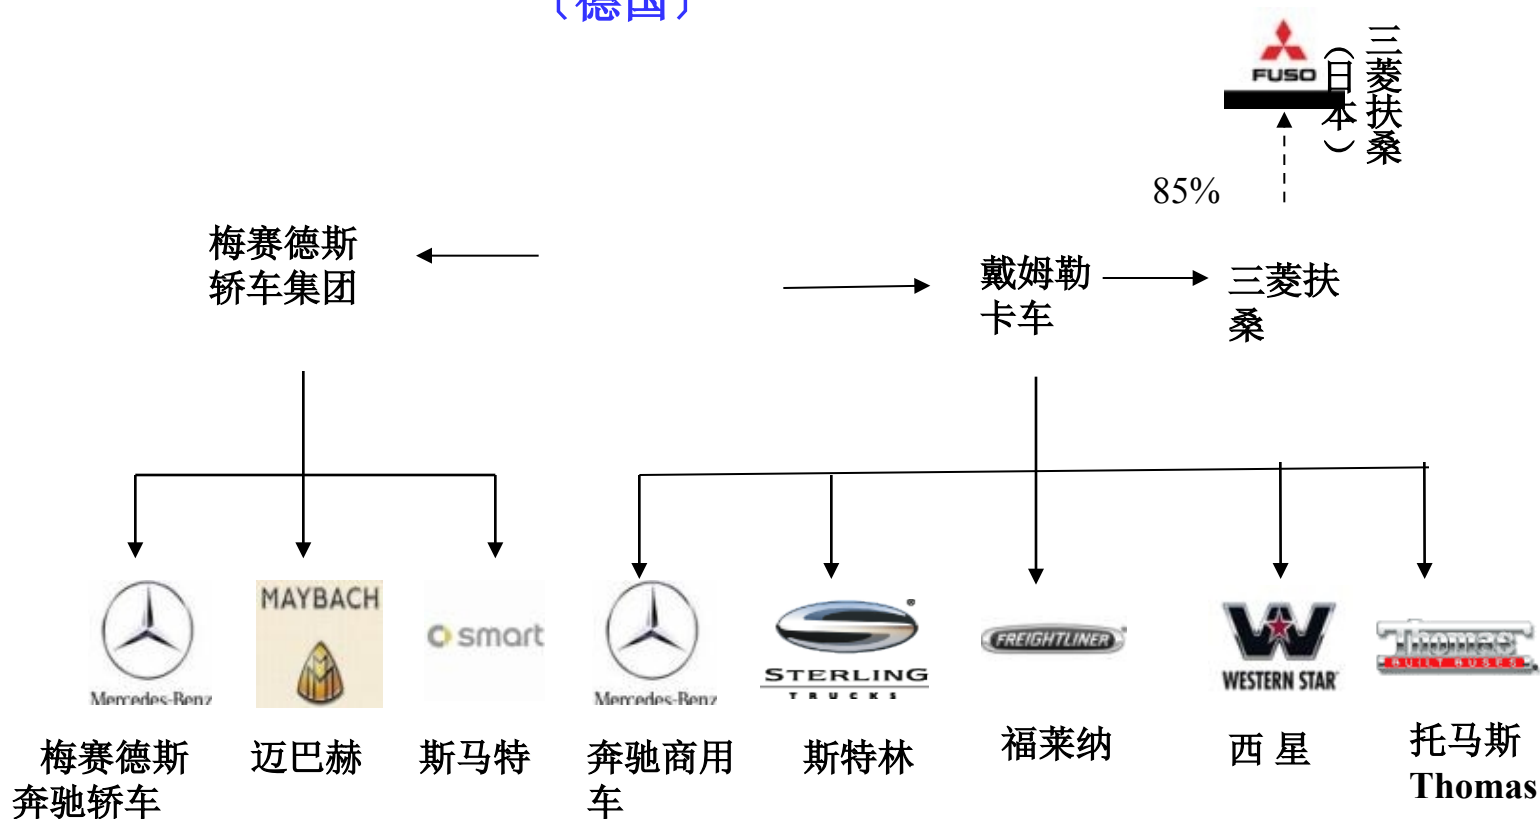 （德国）
FUSO
三菱扶桑
（日本）
85%
梅赛德斯
轿车集团
戴姆勒
卡车
三菱扶
桑
Mercedes-Benz
MAYBACH
smart
Mercedes-Benz
STERLING
TRUCKS
FREIGHTLINER
WESTERN STAR
Thomas
BUILT BUSES
梅赛德斯
奔驰轿车
迈巴赫
斯马特
奔驰商用
车
斯特林
福莱纳
西 星
托马斯
Thomas